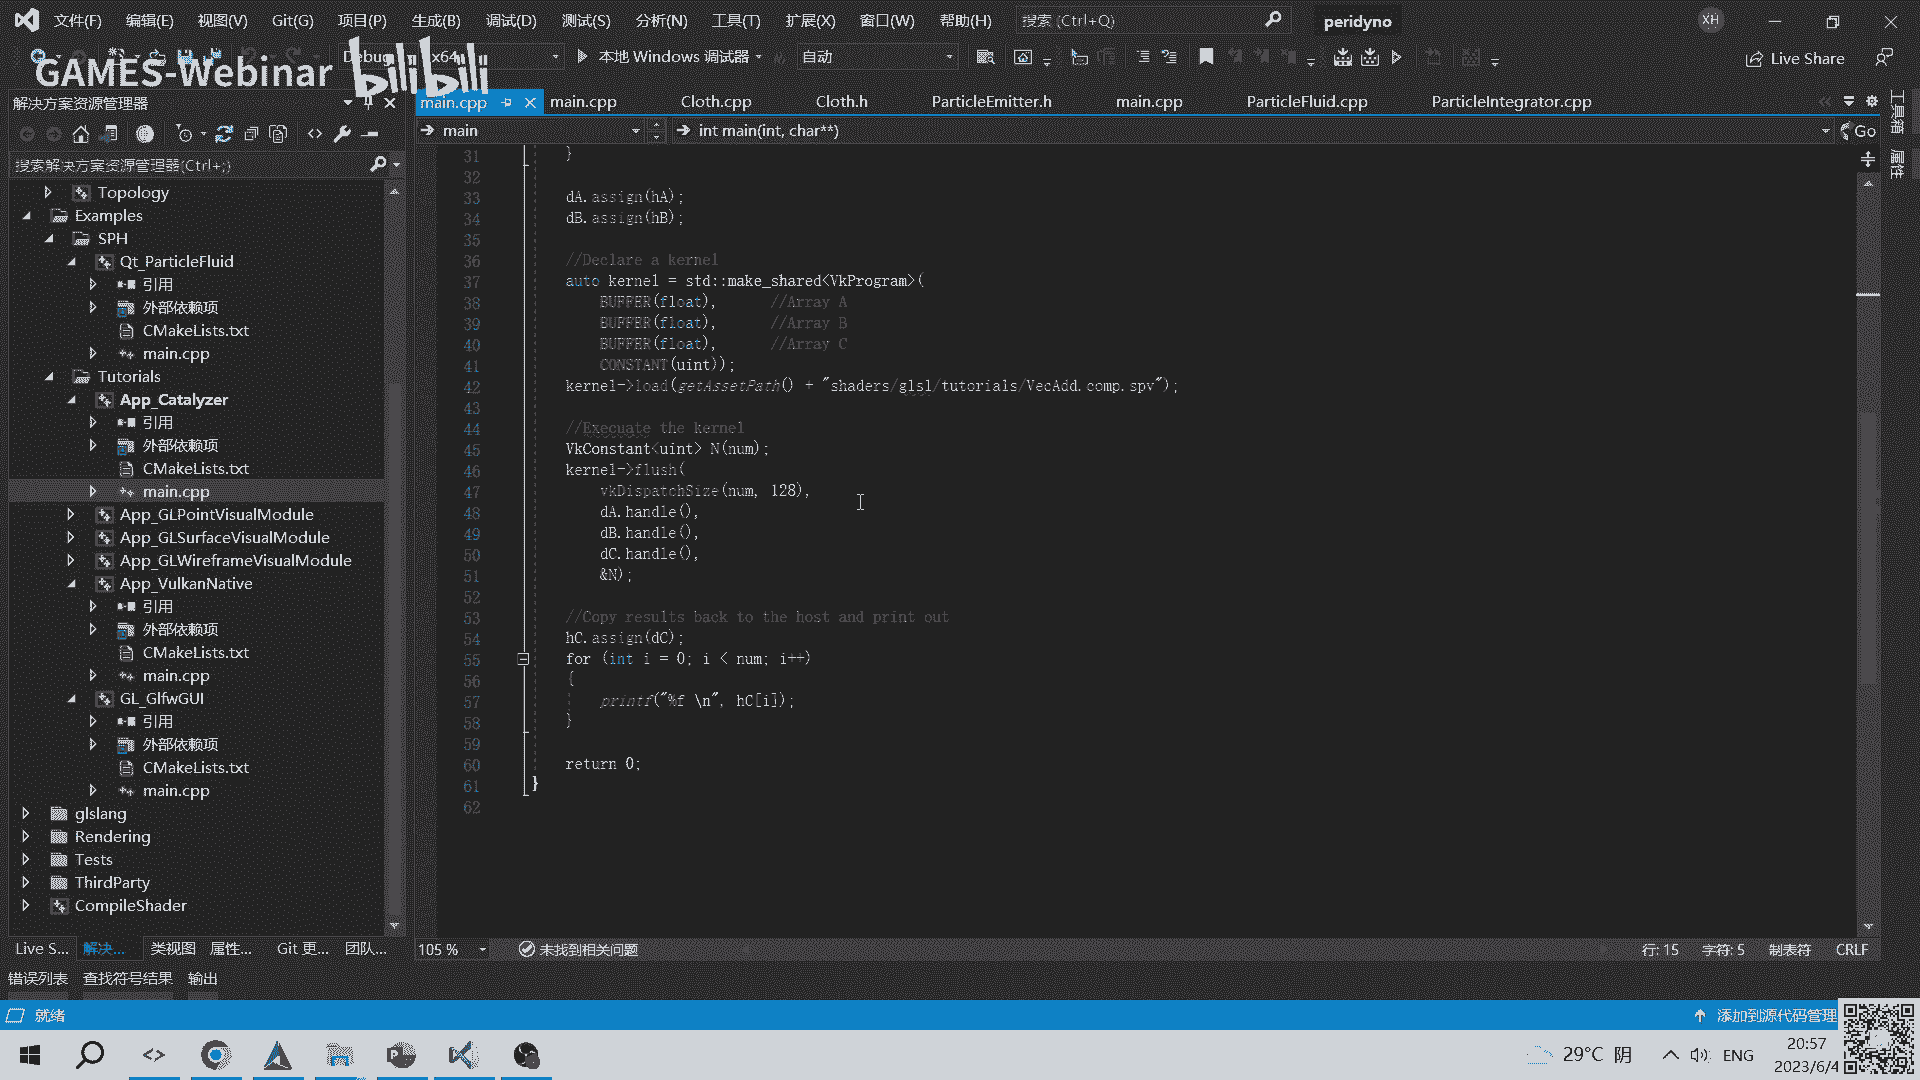 文件(F) 编辑(E) 视图(V) Git(G) 项目(P) 生成(B) 调试(D) 测试(S) 分析(N) 工具(T) 扩展(X) 窗口(W) 帮助(H) 搜索 (Ctrl+Q) peridyno XH
Debug x64 本地 Windows 调试器 自动 Live Share
GAMES-Webinar bilibili
解决方案资源管理器
main.cpp main.cpp Cloth.cpp Cloth.h ParticleEmitter.h main.cpp ParticleFluid.cpp ParticleIntegrator.cpp
main int main(int, char**) Go
工具箱
属性
搜索解决方案资源管理器(Ctrl+;)
Topology
Examples
SPH
Qt_ParticleFluid
引用
外部依赖项
CMakeLists.txt
main.cpp
Tutorials
App_Catalyzer
引用
外部依赖项
CMakeLists.txt
main.cpp
App_GLPointVisualModule
App_GLSurfaceVisualModule
App_GLWireframeVisualModule
App_VulkanNative
引用
外部依赖项
CMakeLists.txt
main.cpp
GL_GlfwGUI
引用
外部依赖项
CMakeLists.txt
main.cpp
glslang
Rendering
Tests
ThirdParty
CompileShader
31 }
32
33 dA.assign(hA);
34 dB.assign(hB);
35
36 //Declare a kernel
37 auto kernel = std::make_shared<VkProgram>(
38 BUFFER(float), //Array A
39 BUFFER(float), //Array B
40 BUFFER(float), //Array C
41 CONSTANT(uint));
42 kernel->load(getAssetPath() + "shaders/glsl/tutorials/VecAdd.comp.spv");
43
44 //Execuate the kernel
45 VkConstant<uint> N(num);
46 kernel->flush(
47 vkDispatchSize(num, 128),
48 dA.handle(),
49 dB.handle(),
50 dC.handle(),
51 &N);
52
53 //Copy results back to the host and print out
54 hC.assign(dC);
55 for (int i = 0; i < num; i++)
56 {
57 printf("%f \n", hC[i]);
58 }
59
60 return 0;
61 }
62
Live S... 解决... 类视图 属性... Git 更... 团队...
105 % 未找到相关问题 行: 15 字符: 5 制表符 CRLF
错误列表 查找符号结果 输出
就绪 添加到源代码管理
29°C 阴 ENG 20:57
2023/6/4